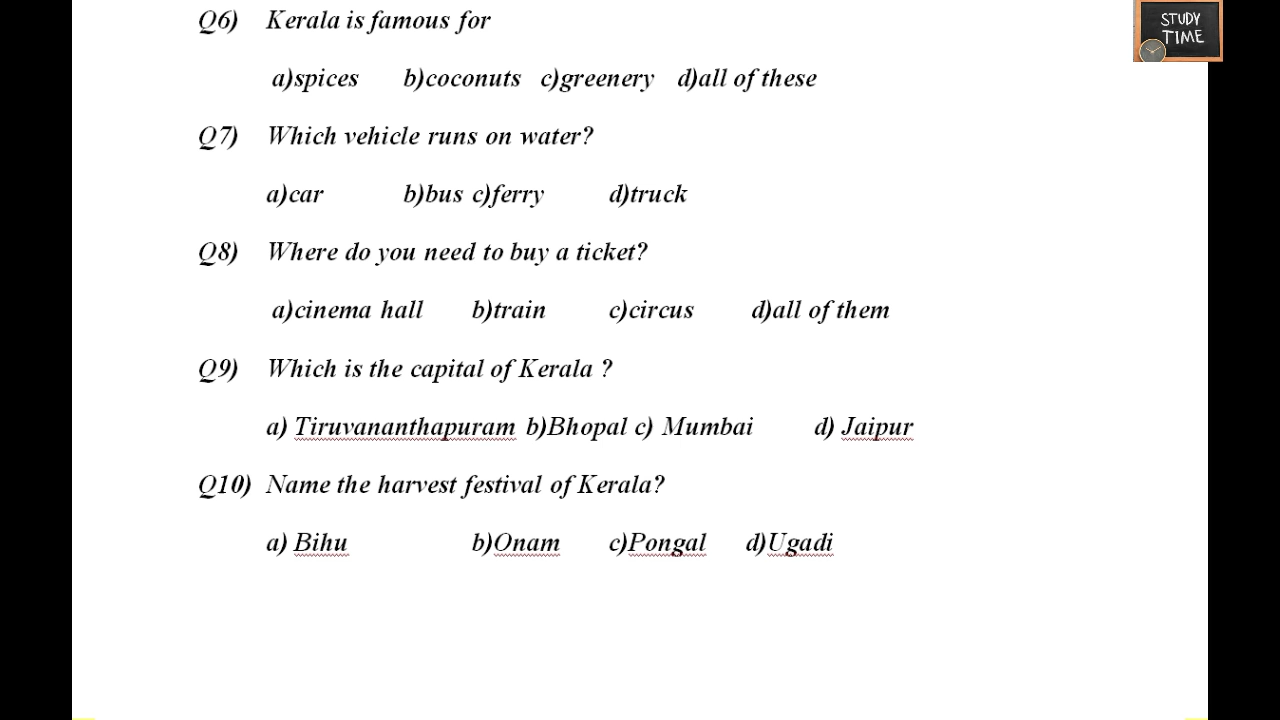 Q6) Kerala is famous for
STUDY TIME
a)spices b)coconuts c)greenery d)all of these
Q7) Which vehicle runs on water?
a)car b)bus c)ferry d)truck
Q8) Where do you need to buy a ticket?
a)cinema hall b)train c)circus d)all of them
Q9) Which is the capital of Kerala ?
a) Tiruvananthapuram b)Bhopal c) Mumbai d) Jaipur
Q10) Name the harvest festival of Kerala?
a) Bihu b)Onam c)Pongal d)Ugadi